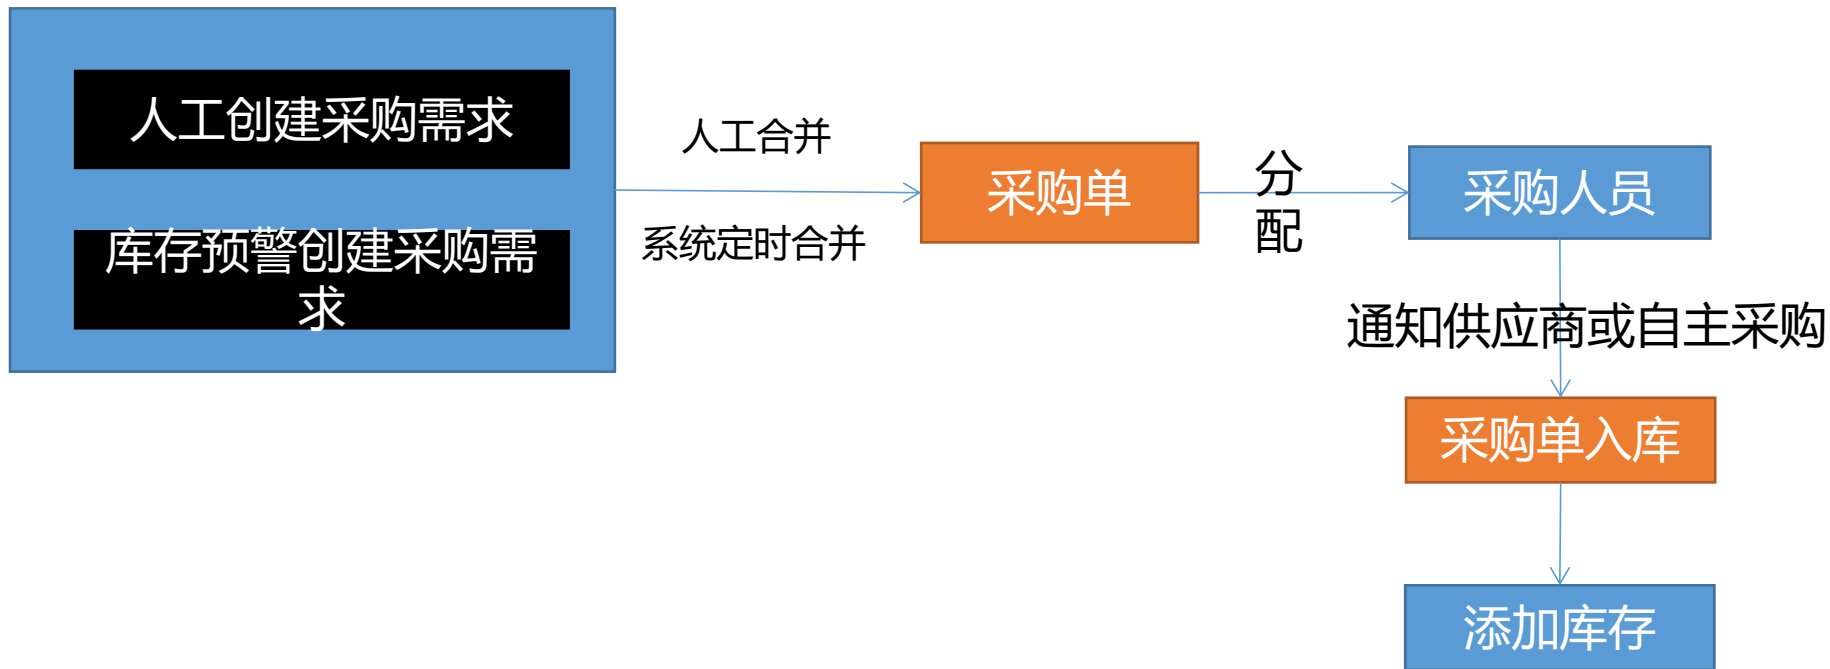 人工创建采购需求
库存预警创建采购需
求
人工合并
系统定时合并
采购单
分
配
采购人员
通知供应商或自主采购
采购单入库
添加库存